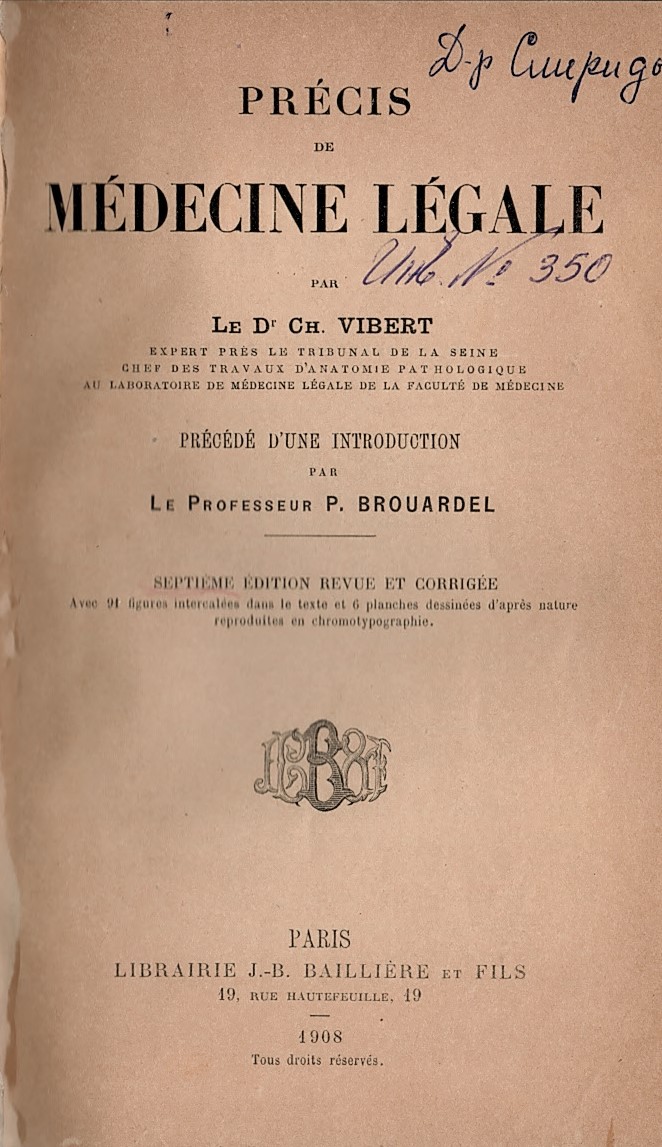 Д-р
PRÉCIS
DE
MÉDECINE LÉGALE
Инв. № 350
PAR
LE Dr CH. VIBERT
EXPERT PRÈS LE TRIBUNAL DE LA SEINE
CHEF DES TRAVAUX D'ANATOMIE PATHOLOGIQUE
AU LABORATOIRE DE MÉDECINE LÉGALE DE LA FACULTÉ DE MÉDECINE
PRÉCÉDÉ D'UNE INTRODUCTION
PAR
LE PROFESSEUR P. BROUARDEL
SEPTIÈME ÉDITION REVUE ET CORRIGÉE
Avec 91 figures intercalées dans le texte et 6 planches dessinées d'après nature
reproduites en chromotypographie.
PARIS
LIBRAIRIE J.-B. BAILLIÈRE ET FILS
19, RUE HAUTEFEUILLE, 19
1908
Tous droits réservés.